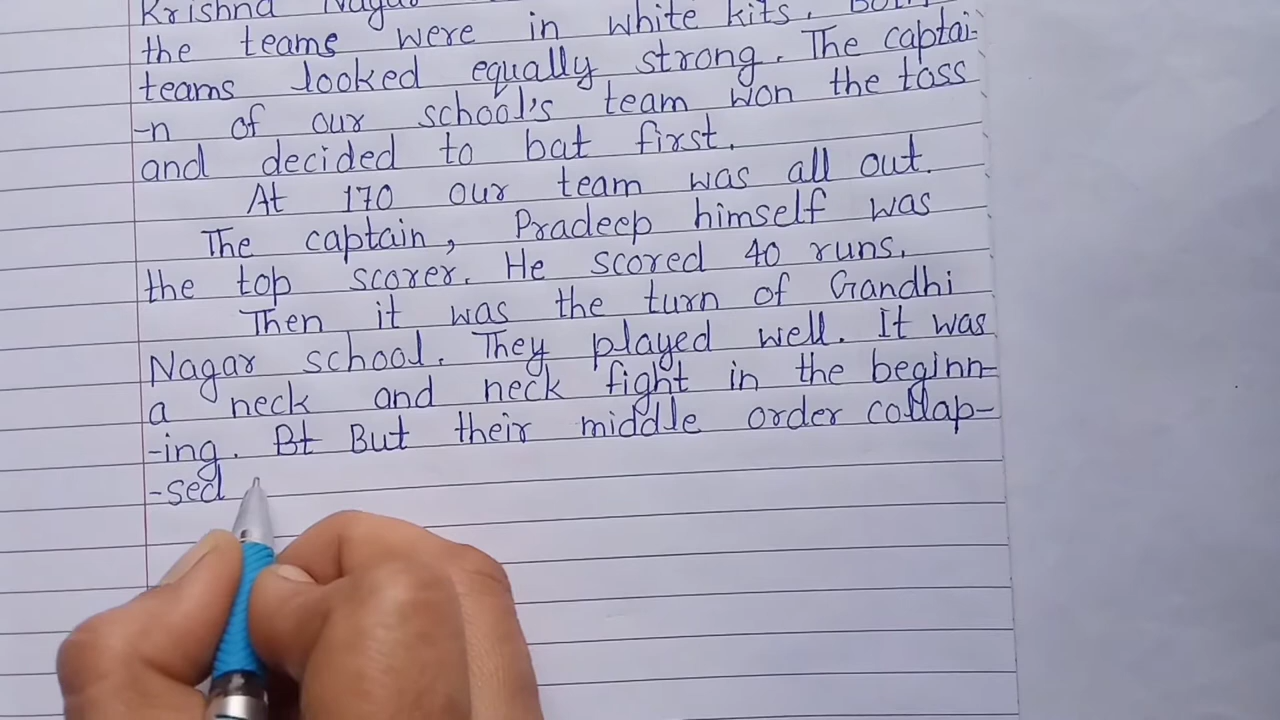 Krishna Nagar
the teams were in white kits. Both
teams looked equally strong. The captai-
-n of our school's team won the toss
and decided to bat first.
At 170 our team was all out.
The captain, Pradeep himself was
the top scorer. He scored 40 runs.
Then it was the turn of Gandhi
Nagar school. They played well. It was
a neck and neck fight in the beginn-
-ing. Bt But their middle order collap-
-sed